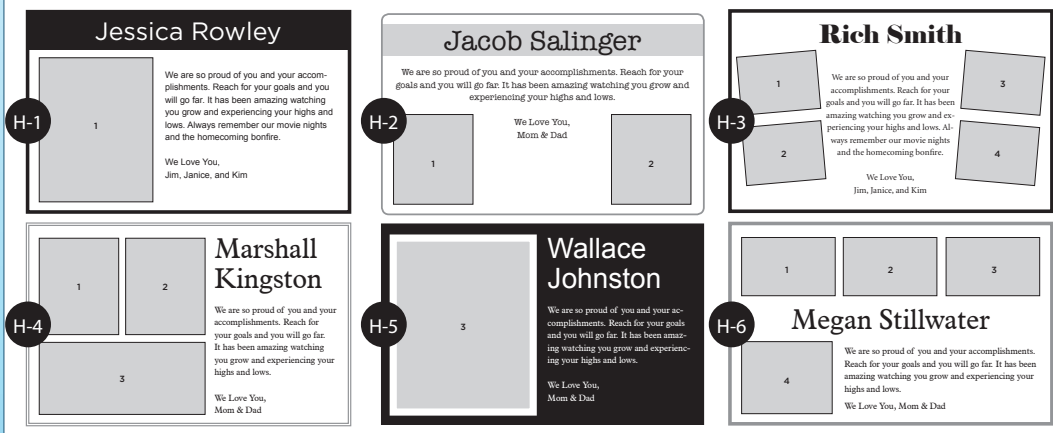 H-1
Jessica Rowley
1
We are so proud of you and your accom-
plishments. Reach for your goals and you
will go far. It has been amazing watching
you grow and experiencing your highs and
lows. Always remember our movie nights
and the homecoming bonfire.
We Love You,
Jim, Janice, and Kim
H-2
Jacob Salinger
We are so proud of you and your accomplishments. Reach for your
goals and you will go far. It has been amazing watching you grow and
experiencing your highs and lows.
We Love You,
Mom & Dad
1
2
H-3
Rich Smith
1
2
We are so proud of you and your
accomplishments. Reach for your
goals and you will go far. It has been
amazing watching you grow and ex-
periencing your highs and lows. Al-
ways remember our movie nights
and the homecoming bonfire.
We Love You,
Jim, Janice, and Kim
3
4
H-4
1
2
3
Marshall
Kingston
We are so proud of you and your
accomplishments. Reach for
your goals and you will go far.
It has been amazing watching
you grow and experiencing your
highs and lows.
We Love You,
Mom & Dad
H-5
3
Wallace
Johnston
We are so proud of you and your ac-
complishments. Reach for your goals
and you will go far. It has been amaz-
ing watching you grow and experienc-
ing your highs and lows.
We Love You,
Mom & Dad
H-6
1
2
3
Megan Stillwater
4
We are so proud of you and your accomplishments.
Reach for your goals and you will go far. It has been
amazing watching you grow and experiencing your
highs and lows.
We Love You, Mom & Dad